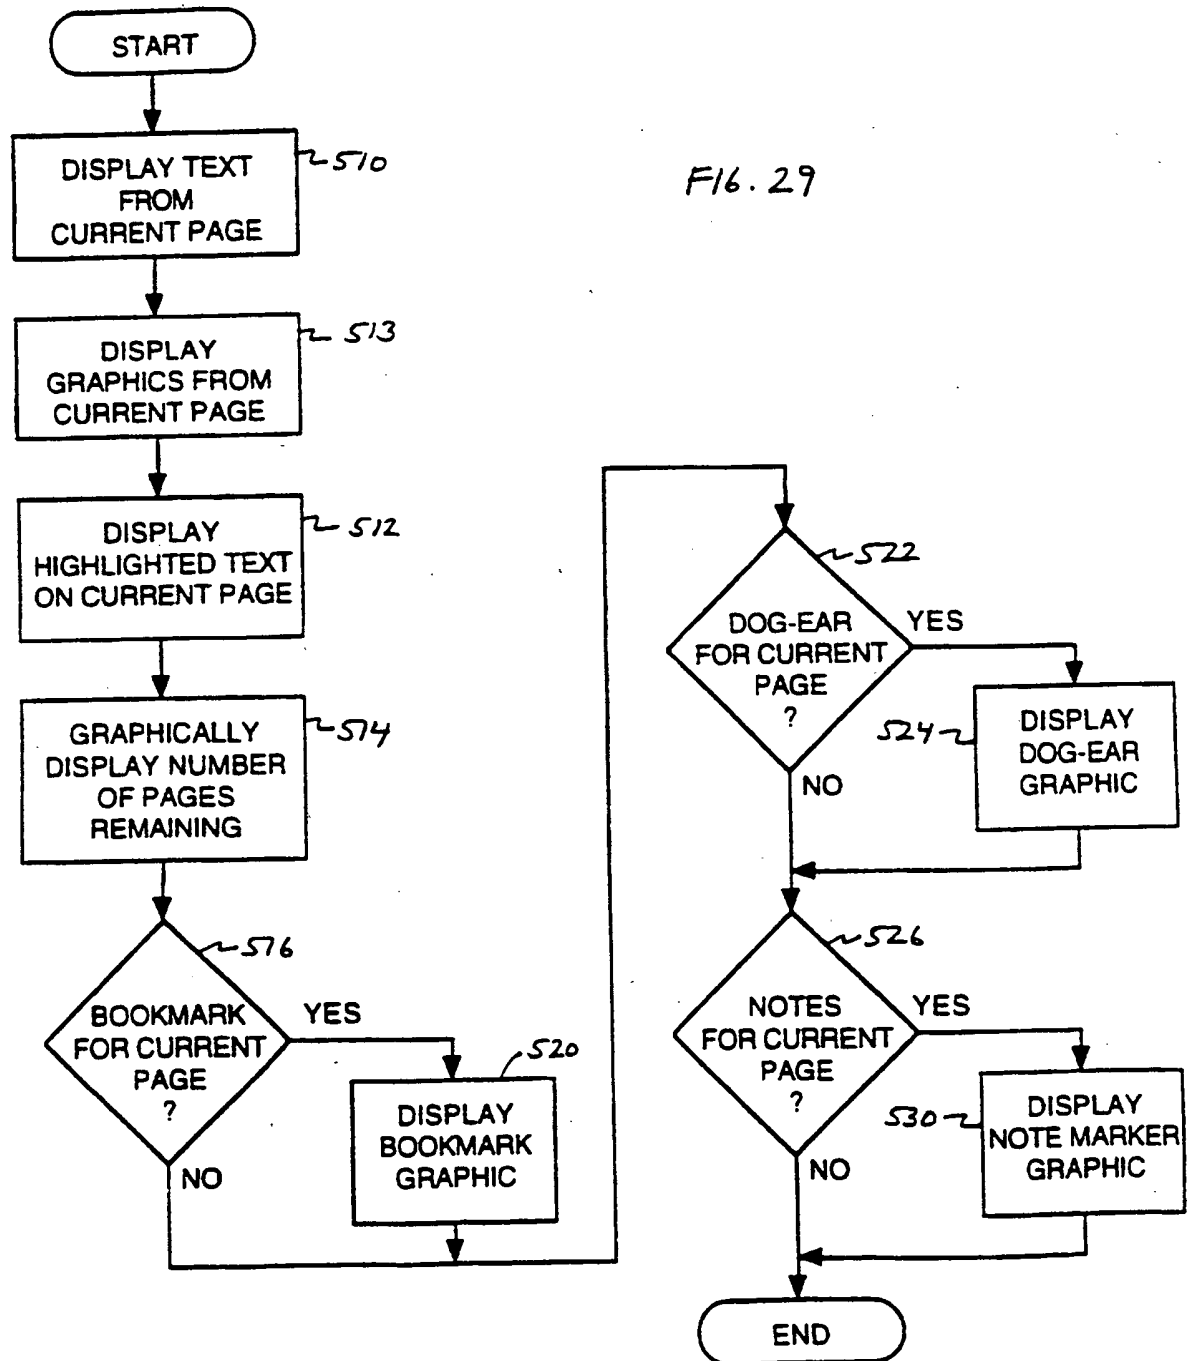 START
DISPLAY TEXT
FROM
CURRENT PAGE
510
FIG. 29
DISPLAY
GRAPHICS FROM
CURRENT PAGE
513
DISPLAY
HIGHLIGHTED TEXT
ON CURRENT PAGE
512
GRAPHICALLY
DISPLAY NUMBER
OF PAGES
REMAINING
514
BOOKMARK
FOR CURRENT
PAGE
?
516
YES
NO
DISPLAY
BOOKMARK
GRAPHIC
520
DOG-EAR
FOR CURRENT
PAGE
?
522
YES
NO
DISPLAY
DOG-EAR
GRAPHIC
524
NOTES
FOR CURRENT
PAGE
?
526
YES
NO
DISPLAY
NOTE MARKER
GRAPHIC
530
END